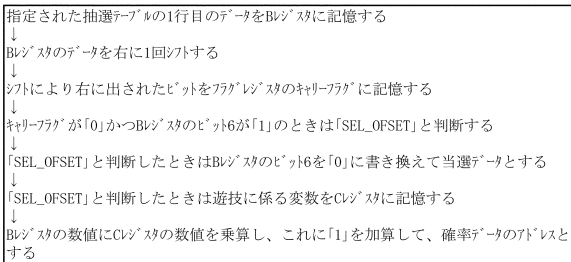 指定された抽選ﾃｰﾌﾞﾙの1行目のﾃﾞｰﾀをBﾚｼﾞｽﾀに記憶する
↓
Bﾚｼﾞｽﾀのﾃﾞｰﾀを右に1回ｼﾌﾄする
↓
ｼﾌﾄにより右に出されたﾋﾞｯﾄをﾌﾗｸﾞﾚｼﾞｽﾀのｷｬﾘｰﾌﾗｸﾞに記憶する
↓
ｷｬﾘｰﾌﾗｸﾞが「0」かつBﾚｼﾞｽﾀのﾋﾞｯﾄ6が「1」のときは「SEL_OFSET」と判断する
↓
「SEL_OFSET」と判断したときはBﾚｼﾞｽﾀのﾋﾞｯﾄ6を「0」に書き換えて当選ﾃﾞｰﾀとする
↓
「SEL_OFSET」と判断したときは遊技に係る変数をCﾚｼﾞｽﾀに記憶する
↓
Bﾚｼﾞｽﾀの数値にCﾚｼﾞｽﾀの数値を乗算し、これに「1」を加算して、確率ﾃﾞｰﾀのｱﾄﾞﾚｽと
する